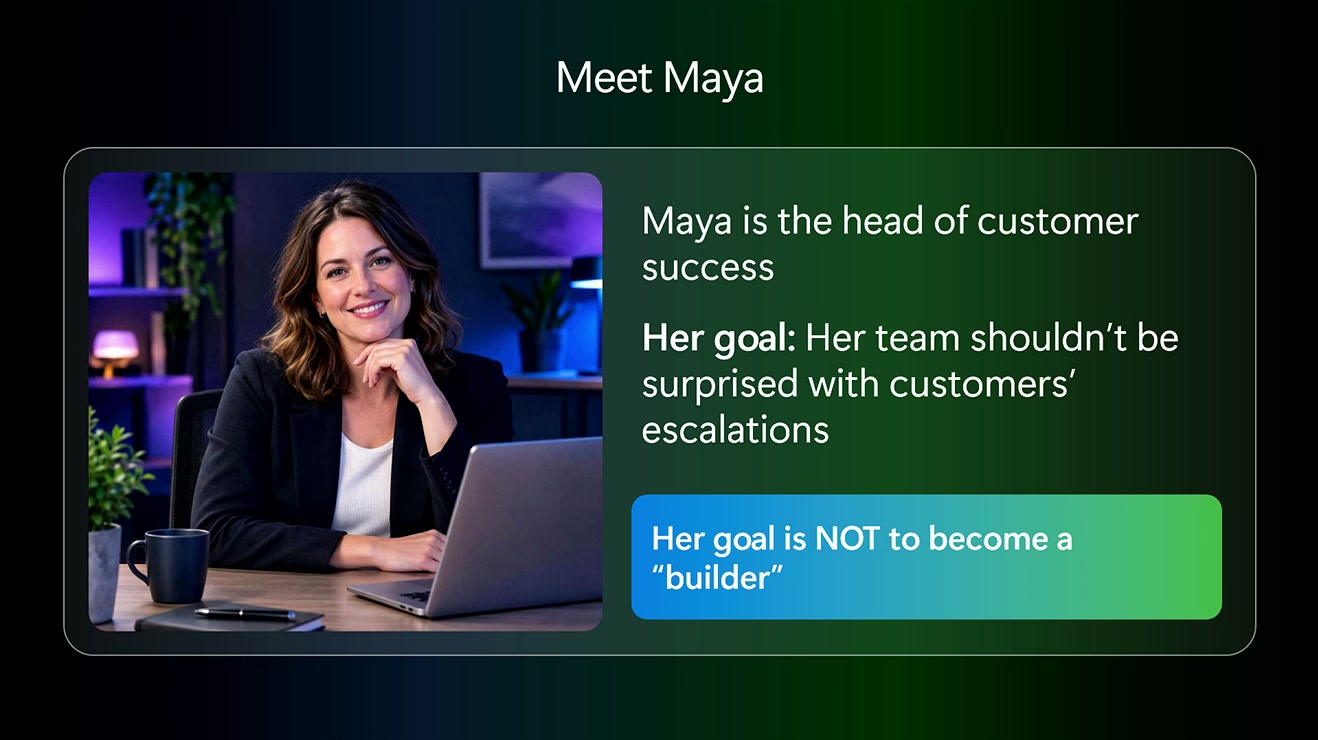 Meet Maya
Maya is the head of customer
success
Her goal: Her team shouldn’t be
surprised with customers’
escalations
Her goal is NOT to become a
“builder”